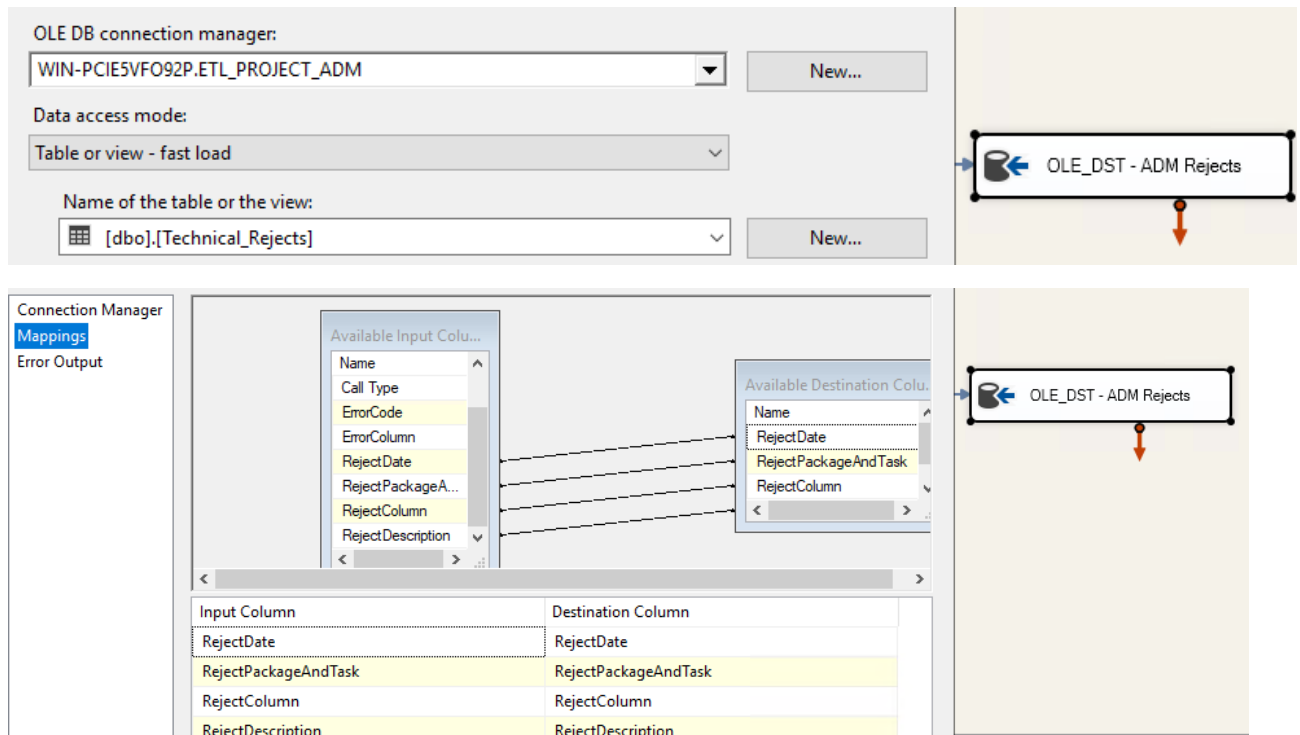 OLE DB connection manager:
WIN-PCIE5VFO92P.ETL_PROJECT_ADM
New...
Data access mode:
Table or view - fast load
Name of the table or the view:
[dbo].[Technical_Rejects]
New...
OLE_DST - ADM Rejects
Connection Manager
Mappings
Error Output
Available Input Colu...
Name
Call Type
ErrorCode
ErrorColumn
RejectDate
RejectPackageA...
RejectColumn
RejectDescription
Available Destination Colu.
Name
RejectDate
RejectPackageAndTask
RejectColumn
OLE_DST - ADM Rejects
Input Column Destination Column
RejectDate RejectDate
RejectPackageAndTask RejectPackageAndTask
RejectColumn RejectColumn
RejectDescription RejectDescription